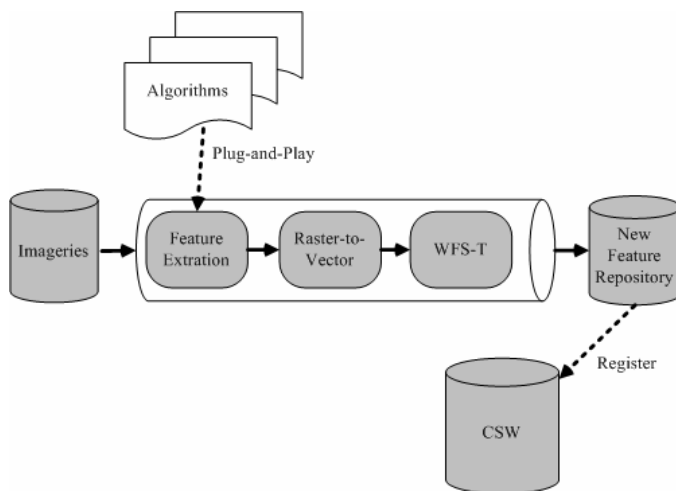 Algorithms
Plug-and-Play
Imageries
Feature
Extration
Raster-to-
Vector
WFS-T
New
Feature
Repository
Register
CSW